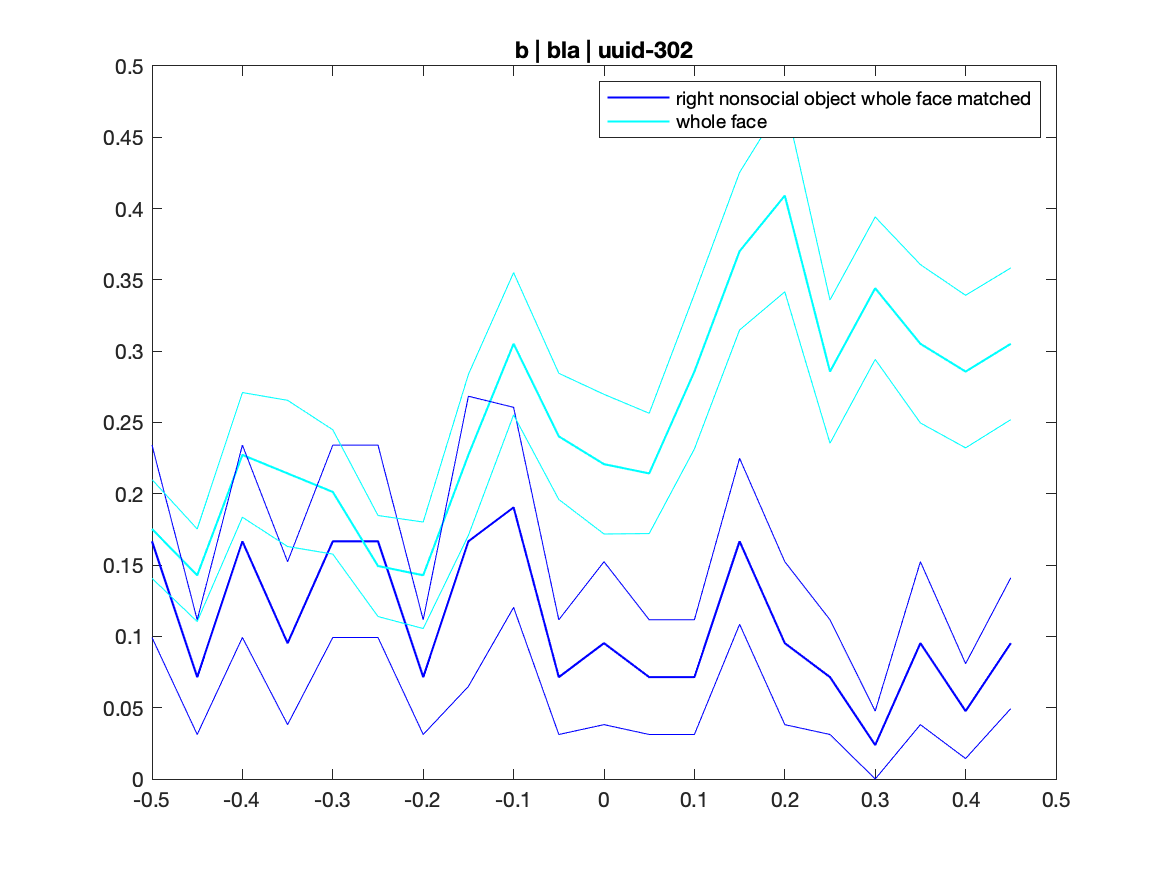 b | bla | uuid-302
right nonsocial object whole face matched
whole face
0.5
0.45
0.4
0.35
0.3
0.25
0.2
0.15
0.1
0.05
0
-0.5 -0.4 -0.3 -0.2 -0.1 0 0.1 0.2 0.3 0.4 0.5